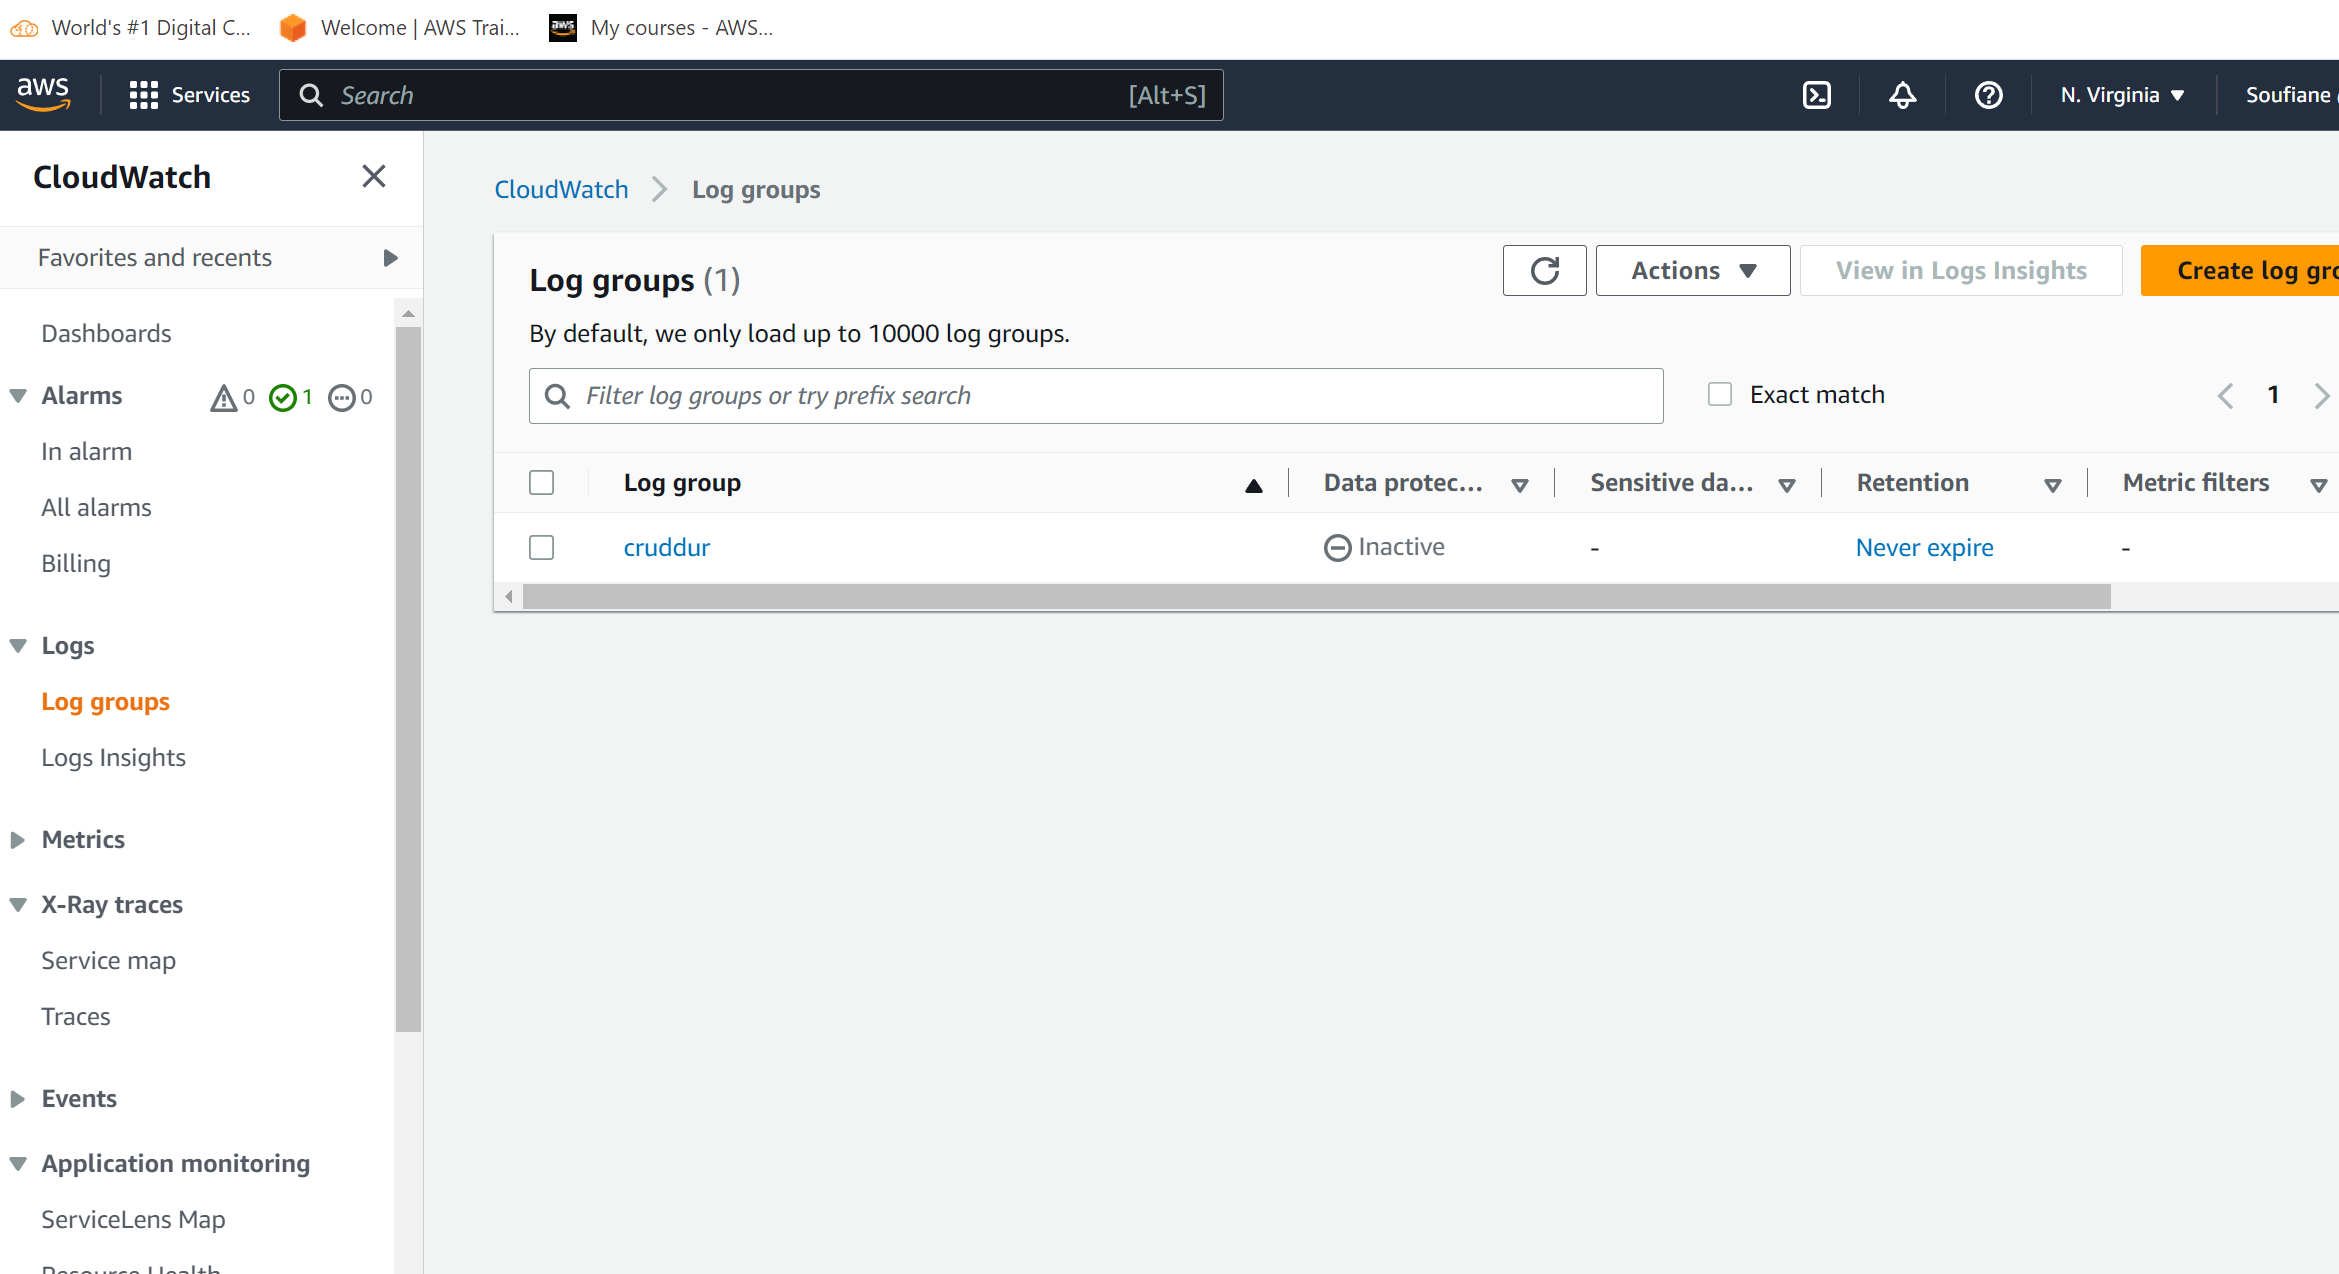 World's #1 Digital C... Welcome | AWS Trai... My courses - AWS...
aws Services Search [Alt+S] N. Virginia Soufiane
CloudWatch
Favorites and recents
Dashboards
Alarms 0 1 0
In alarm
All alarms
Billing
Logs
Log groups
Logs Insights
Metrics
X-Ray traces
Service map
Traces
Events
Application monitoring
ServiceLens Map
Resource Health
CloudWatch Log groups
Log groups (1) Actions View in Logs Insights Create log gro
By default, we only load up to 10000 log groups.
Filter log groups or try prefix search Exact match 1
Log group Data protec... Sensitive da... Retention Metric filters
cruddur Inactive - Never expire -